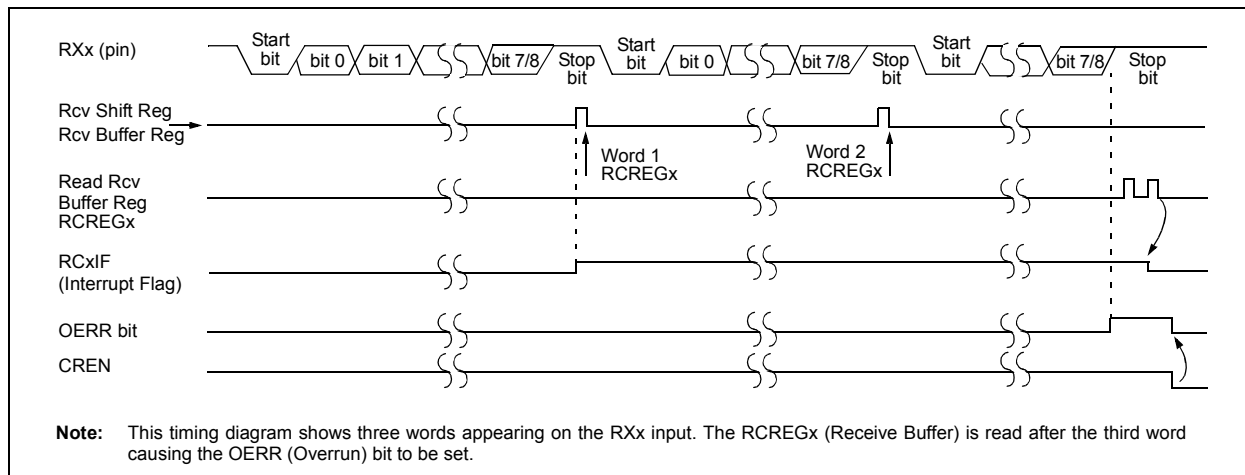 RXx (pin)
Start bit
bit 0
bit 1
bit 7/8
Stop bit
Start bit
bit 0
bit 7/8
Stop bit
Start bit
bit 7/8
Stop bit
Rcv Shift Reg
Rcv Buffer Reg
Word 1
RCREGx
Word 2
RCREGx
Read Rcv
Buffer Reg
RCREGx
RCxIF
(Interrupt Flag)
OERR bit
CREN
Note: This timing diagram shows three words appearing on the RXx input. The RCREGx (Receive Buffer) is read after the third word
causing the OERR (Overrun) bit to be set.